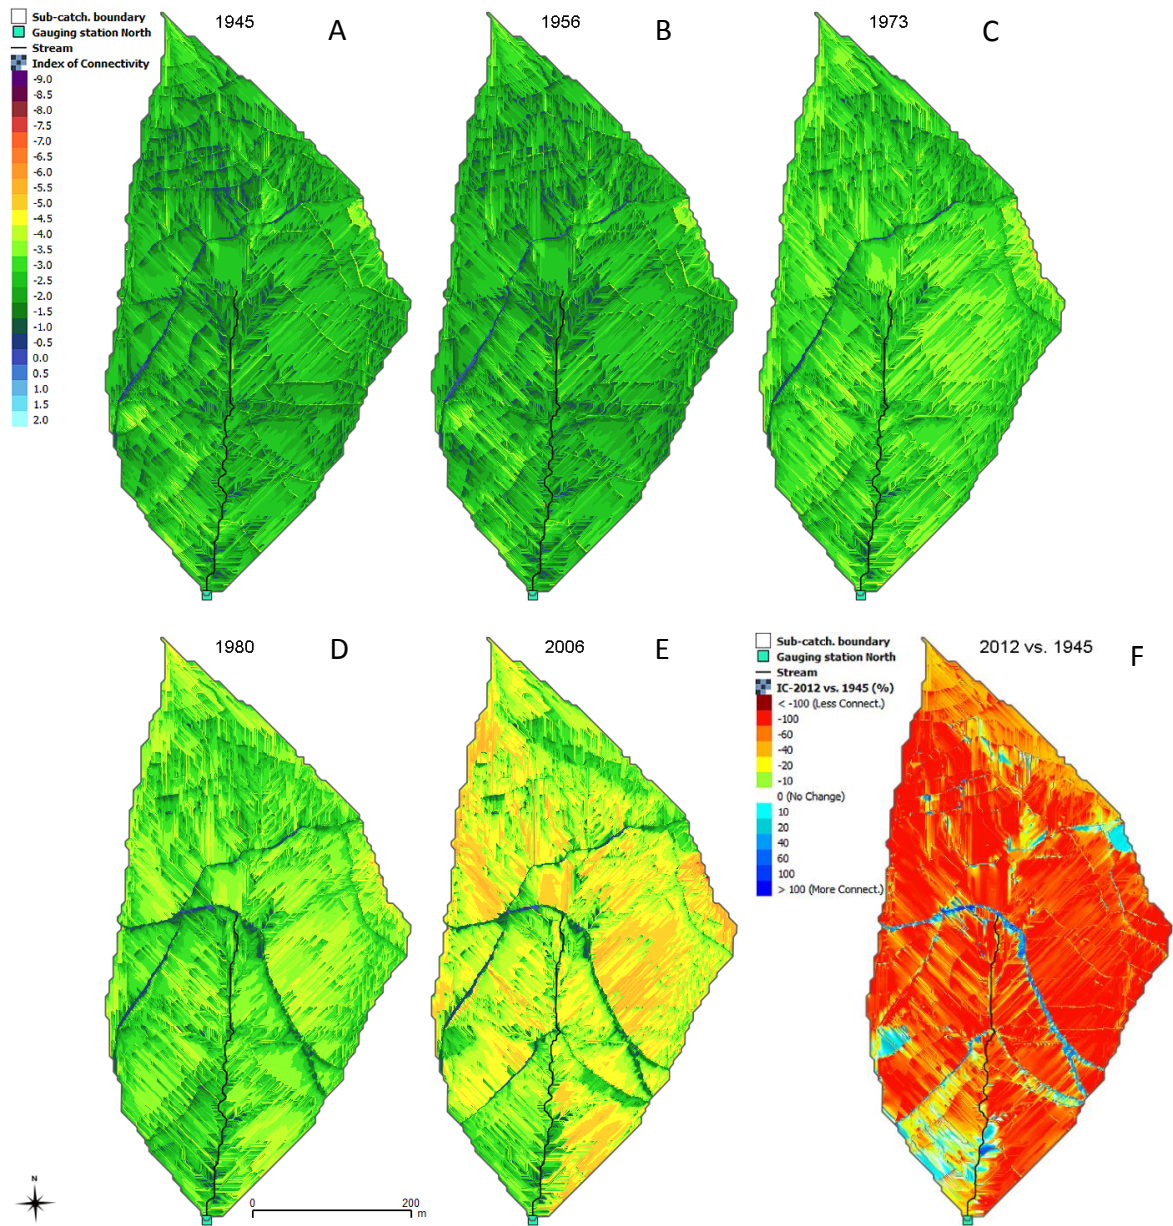 Sub-catch. boundary
Gauging station North
Stream
Index of Connectivity
-9.0
-8.5
-8.0
-7.5
-7.0
-6.5
-6.0
-5.5
-5.0
-4.5
-4.0
-3.5
-3.0
-2.5
-2.0
-1.5
-1.0
-0.5
0.0
0.5
1.0
1.5
2.0
1945
A
1956
B
1973
C
1980
D
2006
E
Sub-catch. boundary
Gauging station North
Stream
IC-2012 vs. 1945 (%)
< -100 (Less Connect.)
-100
-60
-40
-20
-10
0 (No Change)
10
20
40
60
100
> 100 (More Connect.)
2012 vs. 1945
F
N
0
200
m